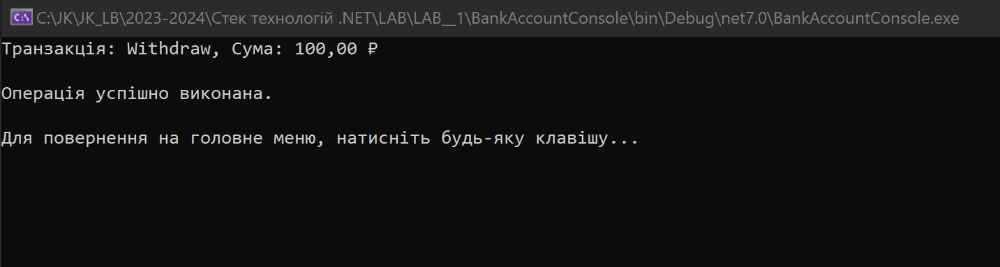 C:\JK\JK_LB\2023-2024\Стек технологій .NET\LAB\LAB__1\BankAccountConsole\bin\Debug\net7.0\BankAccountConsole.exe
Транзакція: Withdraw, Сума: 100,00 ₽
Операція успішно виконана.
Для повернення на головне меню, натисніть будь-яку клавішу...